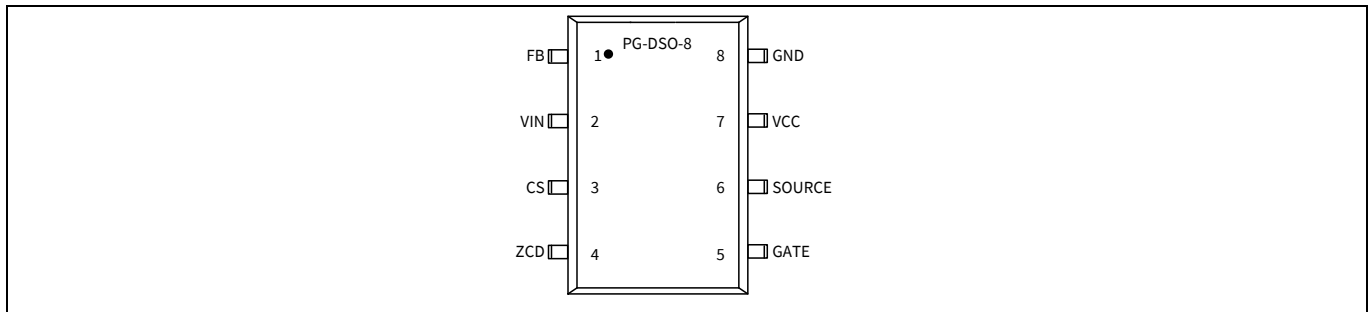 PG-DSO-8
FB 1 8 GND
VIN 2 7 VCC
CS 3 6 SOURCE
ZCD 4 5 GATE